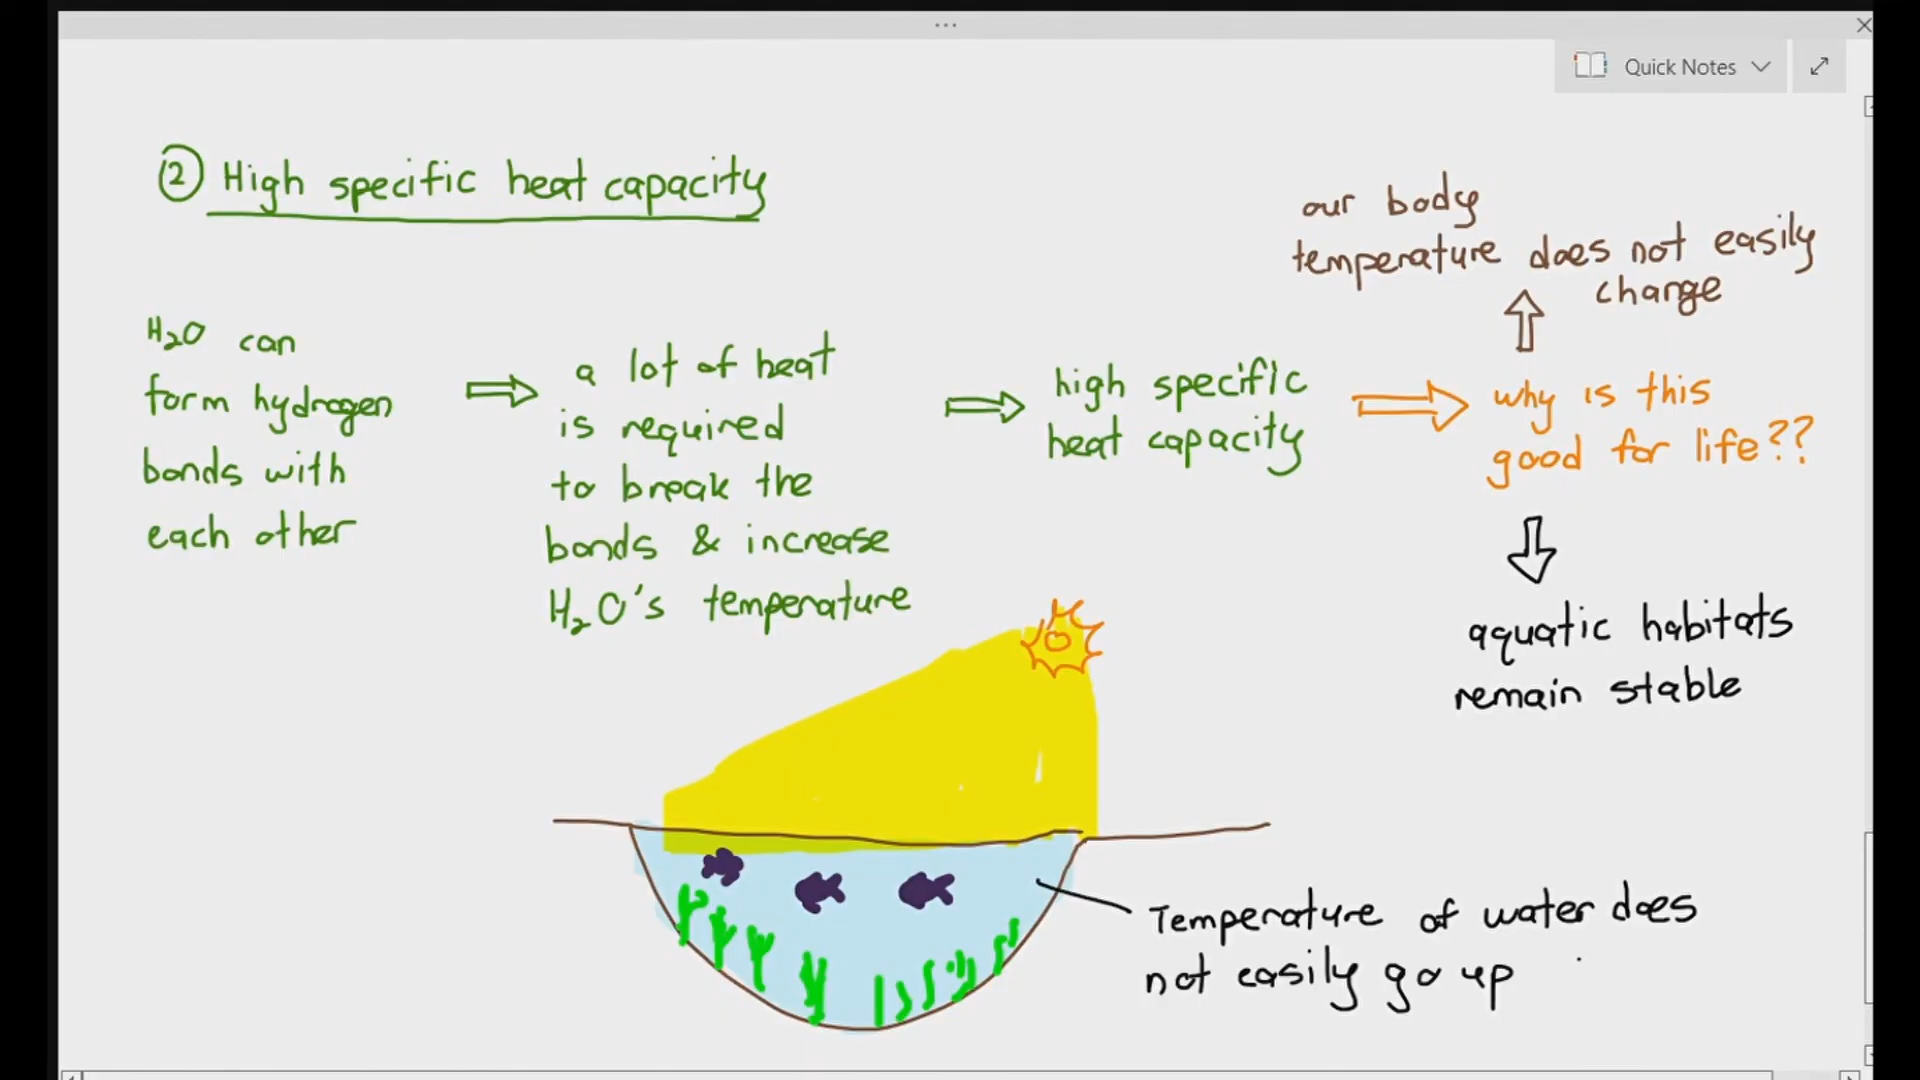 Quick Notes
② High specific heat capacity
H₂O can
form hydrogen
bonds with
each other
a lot of heat
is required
to break the
bonds & increase
H₂O's temperature
high specific
heat capacity
why is this
good for life??
our body
temperature does not easily
change
aquatic habitats
remain stable
Temperature of water does
not easily go up